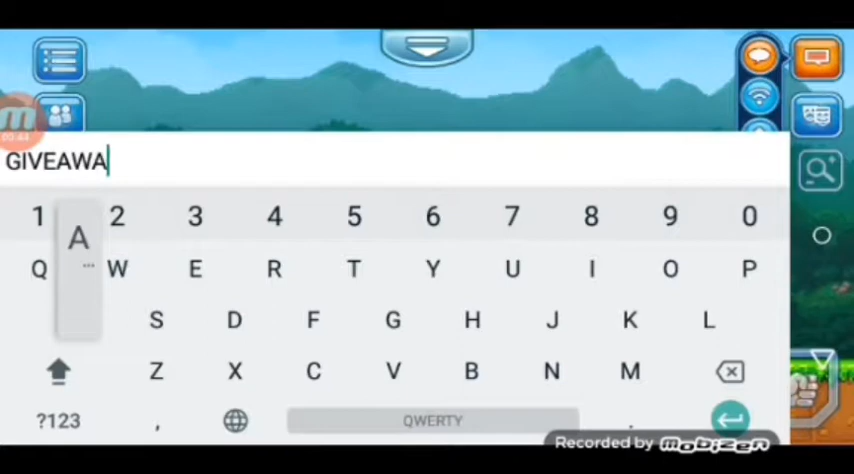 GIVEAWA
1 2 3 4 5 6 7 8 9 0
A
Q W E R T Y U I O P
S D F G H J K L
Z X C V B N M
?123 , QWERTY .
Recorded by mobizen